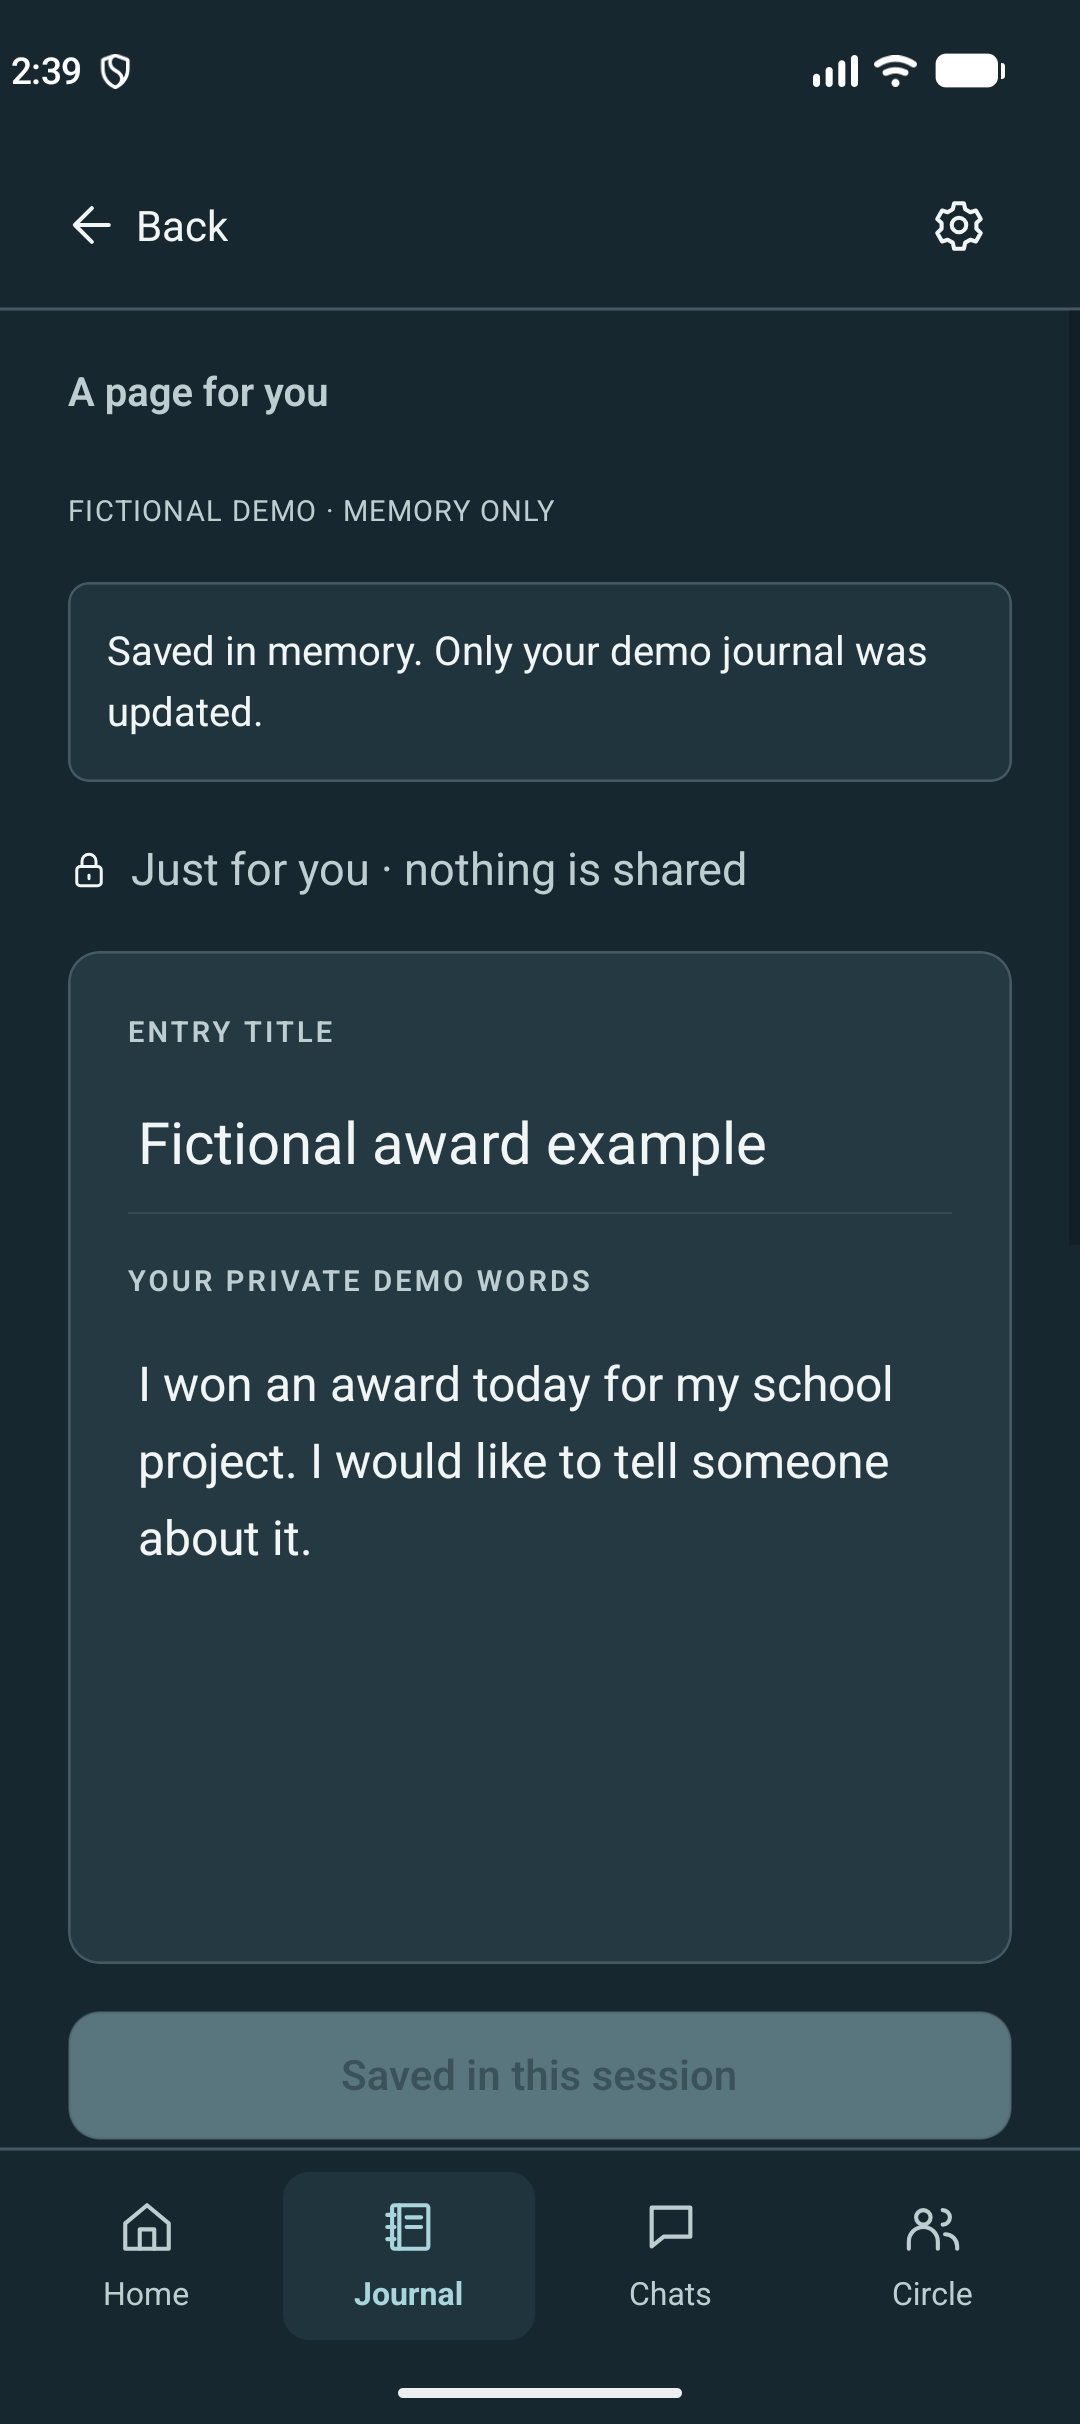 2:39
Back
A page for you
FICTIONAL DEMO · MEMORY ONLY
Saved in memory. Only your demo journal was
updated.
Just for you · nothing is shared
ENTRY TITLE
Fictional award example
YOUR PRIVATE DEMO WORDS
I won an award today for my school
project. I would like to tell someone
about it.
Saved in this session
Home
Journal
Chats
Circle